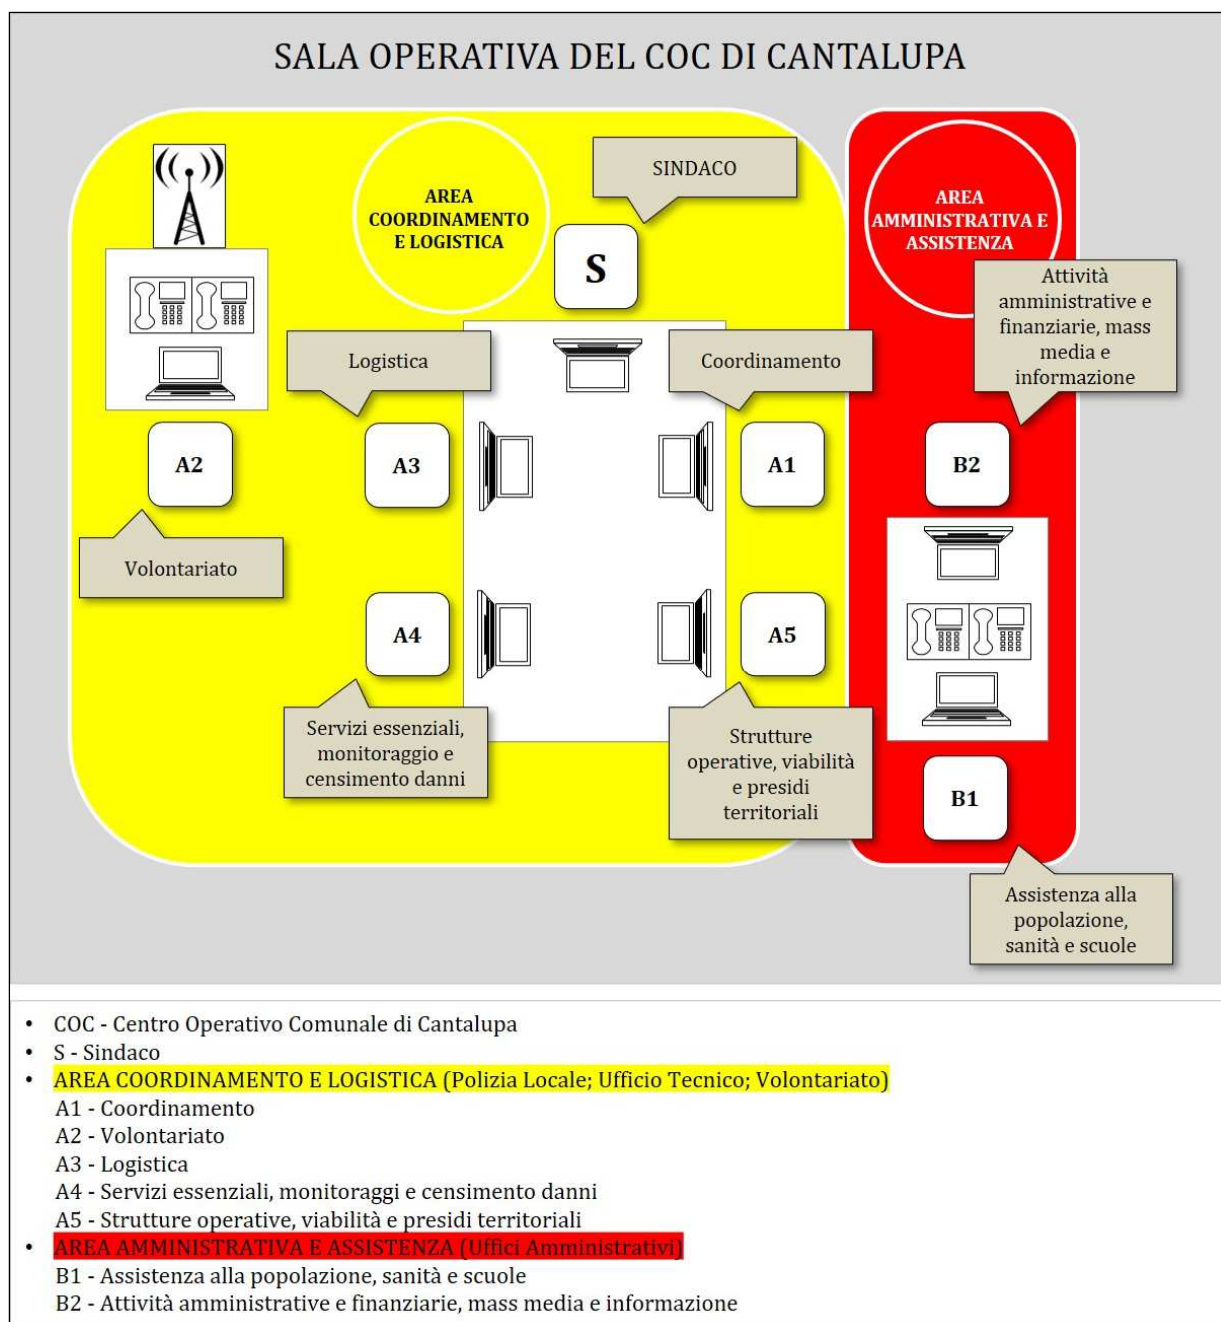 SALA OPERATIVA DEL COC DI CANTALUPA
AREA
COORDINAMENTO
E LOGISTICA
SINDACO
AREA
AMMINISTRATIVA E
ASSISTENZA
S
Attività
amministrative e
finanziarie, mass
media e
informazione
Logistica
Coordinamento
A2
A3
A1
B2
Volontariato
A4
A5
Servizi essenziali,
monitoraggio e
censimento danni
Strutture
operative, viabilità
e presidi
territoriali
B1
Assistenza alla
popolazione,
sanità e scuole
• COC - Centro Operativo Comunale di Cantalupa
• S - Sindaco
• AREA COORDINAMENTO E LOGISTICA (Polizia Locale; Ufficio Tecnico; Volontariato)
A1 - Coordinamento
A2 - Volontariato
A3 - Logistica
A4 - Servizi essenziali, monitoraggi e censimento danni
A5 - Strutture operative, viabilità e presidi territoriali
• AREA AMMINISTRATIVA E ASSISTENZA (Uffici Amministrativi)
B1 - Assistenza alla popolazione, sanità e scuole
B2 - Attività amministrative e finanziarie, mass media e informazione